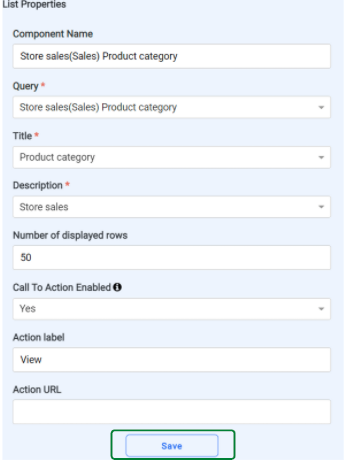 List Properties
Component Name
Store sales(Sales) Product category
Query *
Store sales(Sales) Product category
Title *
Product category
Description *
Store sales
Number of displayed rows
50
Call To Action Enabled
Yes
Action label
View
Action URL
Save